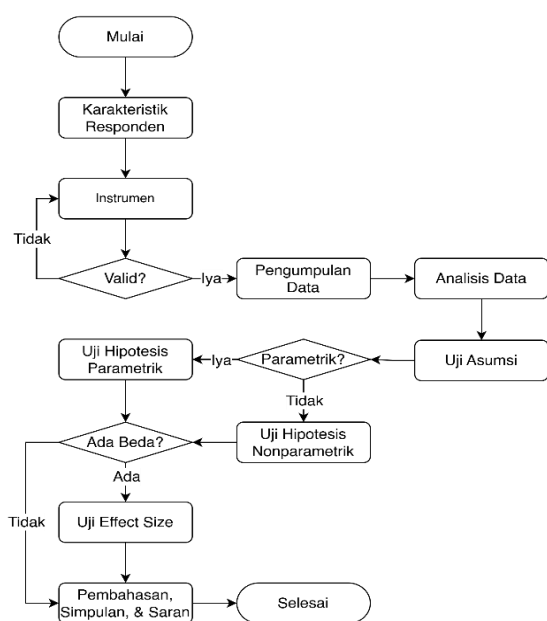 Mulai
Karakteristik
Responden
Instrumen
Tidak
Valid?
Iya
Pengumpulan
Data
Analisis Data
Uji Asumsi
Parametrik?
Iya
Uji Hipotesis
Parametrik
Tidak
Uji Hipotesis
Nonparametrik
Ada Beda?
Ada
Tidak
Uji Effect Size
Pembahasan,
Simpulan, & Saran
Selesai